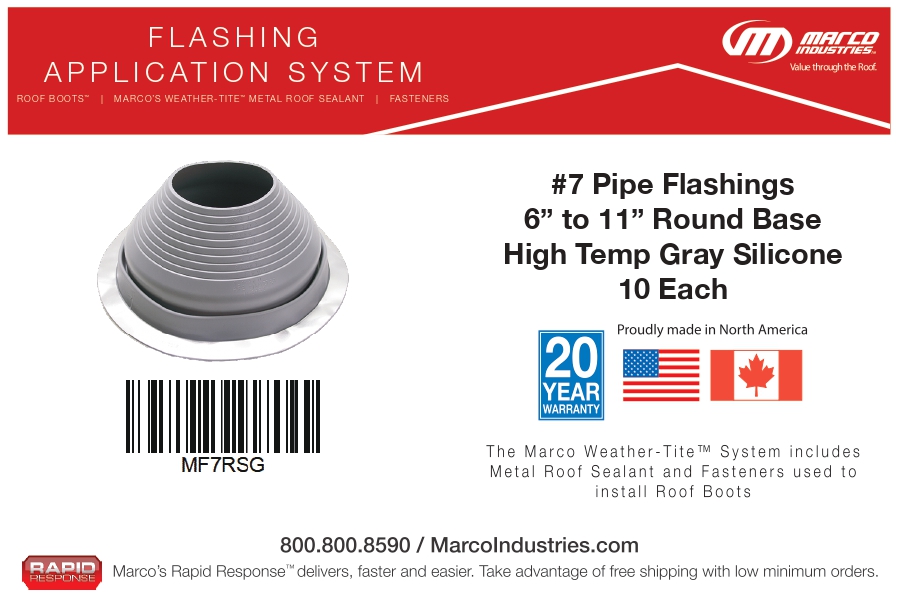 FLASHING
APPLICATION SYSTEM
ROOF BOOTS™ | MARCO'S WEATHER-TITE™ METAL ROOF SEALANT | FASTENERS
MARCO
INDUSTRIES™
Value through the Roof.
#7 Pipe Flashings
6” to 11” Round Base
High Temp Gray Silicone
10 Each
Proudly made in North America
20
YEAR
WARRANTY
MF7RSG
The Marco Weather-Tite™ System includes
Metal Roof Sealant and Fasteners used to
install Roof Boots
800.800.8590 / MarcoIndustries.com
RAPID
RESPONSE
Marco’s Rapid Response™ delivers, faster and easier. Take advantage of free shipping with low minimum orders.